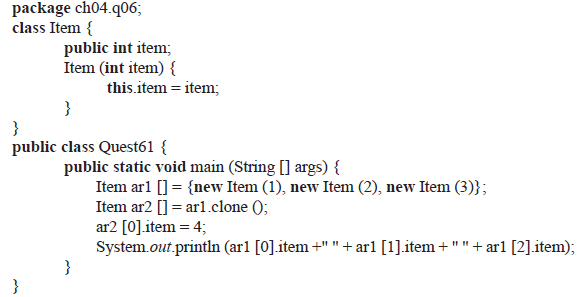 package ch04.q06;
class Item {
public int item;
Item (int item) {
this.item = item;
}
}
public class Quest61 {
public static void main (String [] args) {
Item ar1 [] = {new Item (1), new Item (2), new Item (3)};
Item ar2 [] = ar1.clone ();
ar2 [0].item = 4;
System.out.println (ar1 [0].item +" " + ar1 [1].item + " " + ar1 [2].item);
}
}